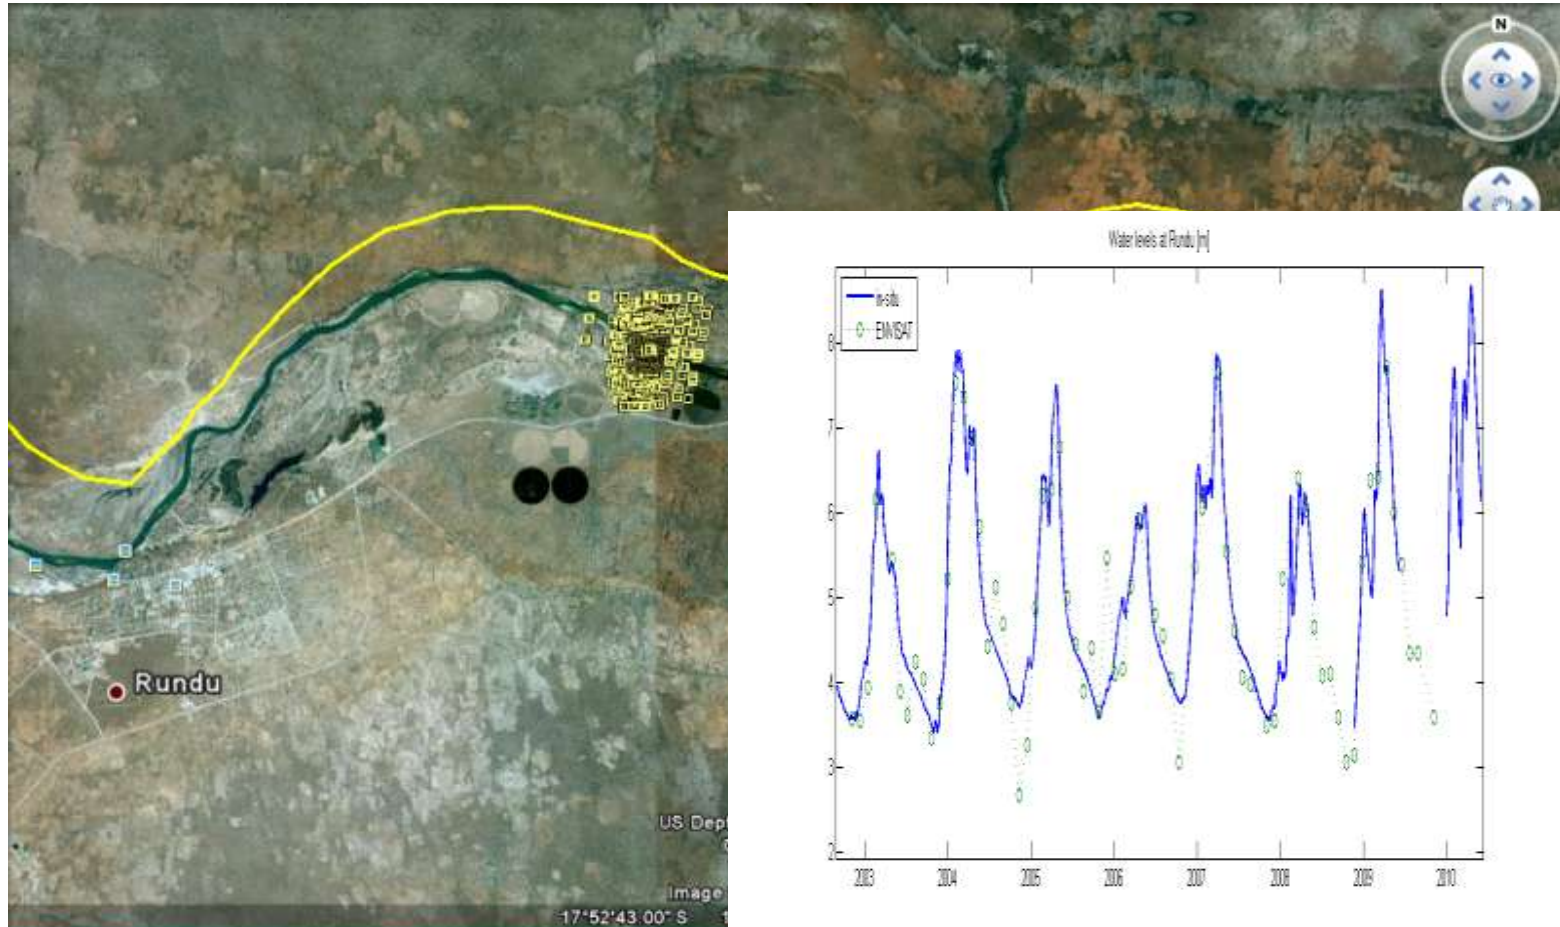 N
Water levels at Rundu [m]
in-situ
ENVISAT
8
7
6
5
4
3
2
2003 2004 2005 2006 2007 2008 2009 2010
Rundu
US Dep
Image
17°52'43.00" S